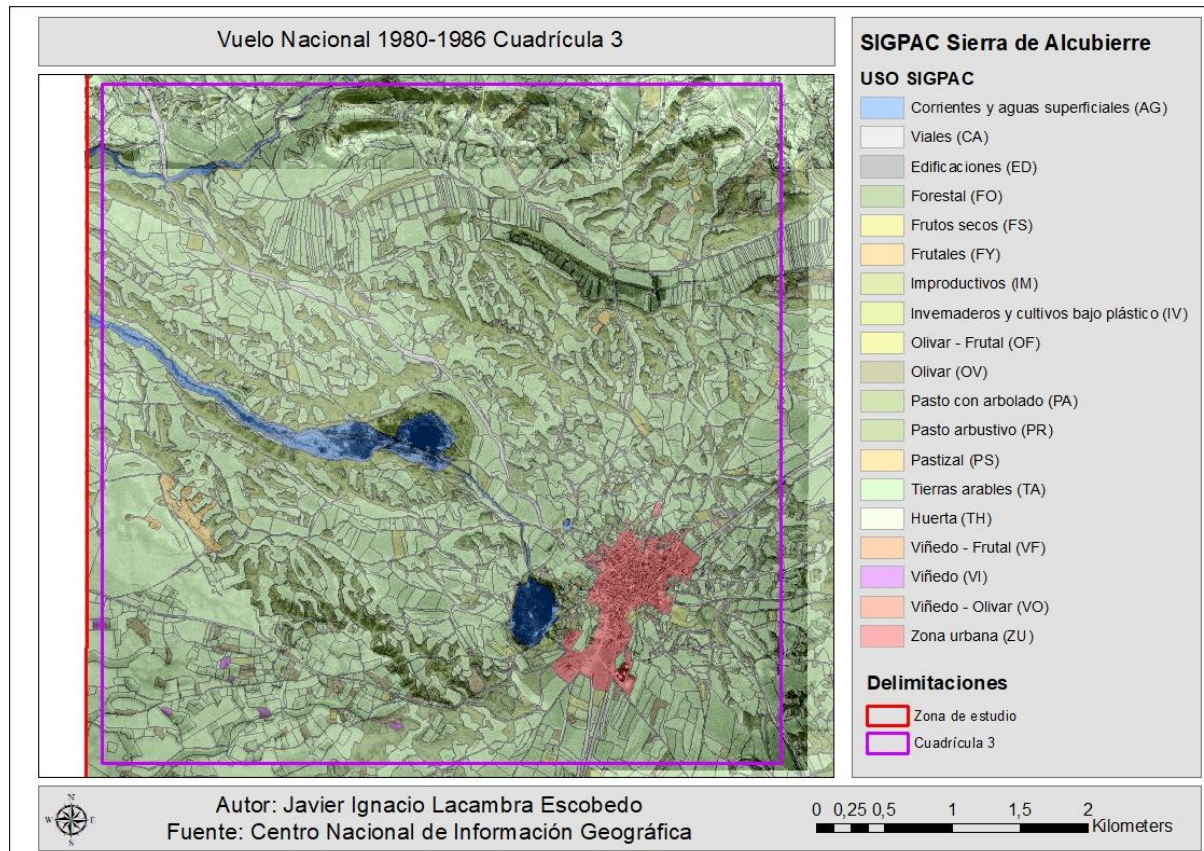 Vuelo Nacional 1980-1986 Cuadrícula 3
SIGPAC Sierra de Alcubierre
USO SIGPAC
Corrientes y aguas superficiales (AG)
Viales (CA)
Edificaciones (ED)
Forestal (FO)
Frutos secos (FS)
Frutales (FY)
Improductivos (IM)
Invernaderos y cultivos bajo plástico (IV)
Olivar - Frutal (OF)
Olivar (OV)
Pasto con arbolado (PA)
Pasto arbustivo (PR)
Pastizal (PS)
Tierras arables (TA)
Huerta (TH)
Viñedo - Frutal (VF)
Viñedo (VI)
Viñedo - Olivar (VO)
Zona urbana (ZU)
Delimitaciones
Zona de estudio
Cuadrícula 3
N
W E
S
Autor: Javier Ignacio Lacambra Escobedo
Fuente: Centro Nacional de Información Geográfica
0 0,25 0,5 1 1,5 2
Kilometers